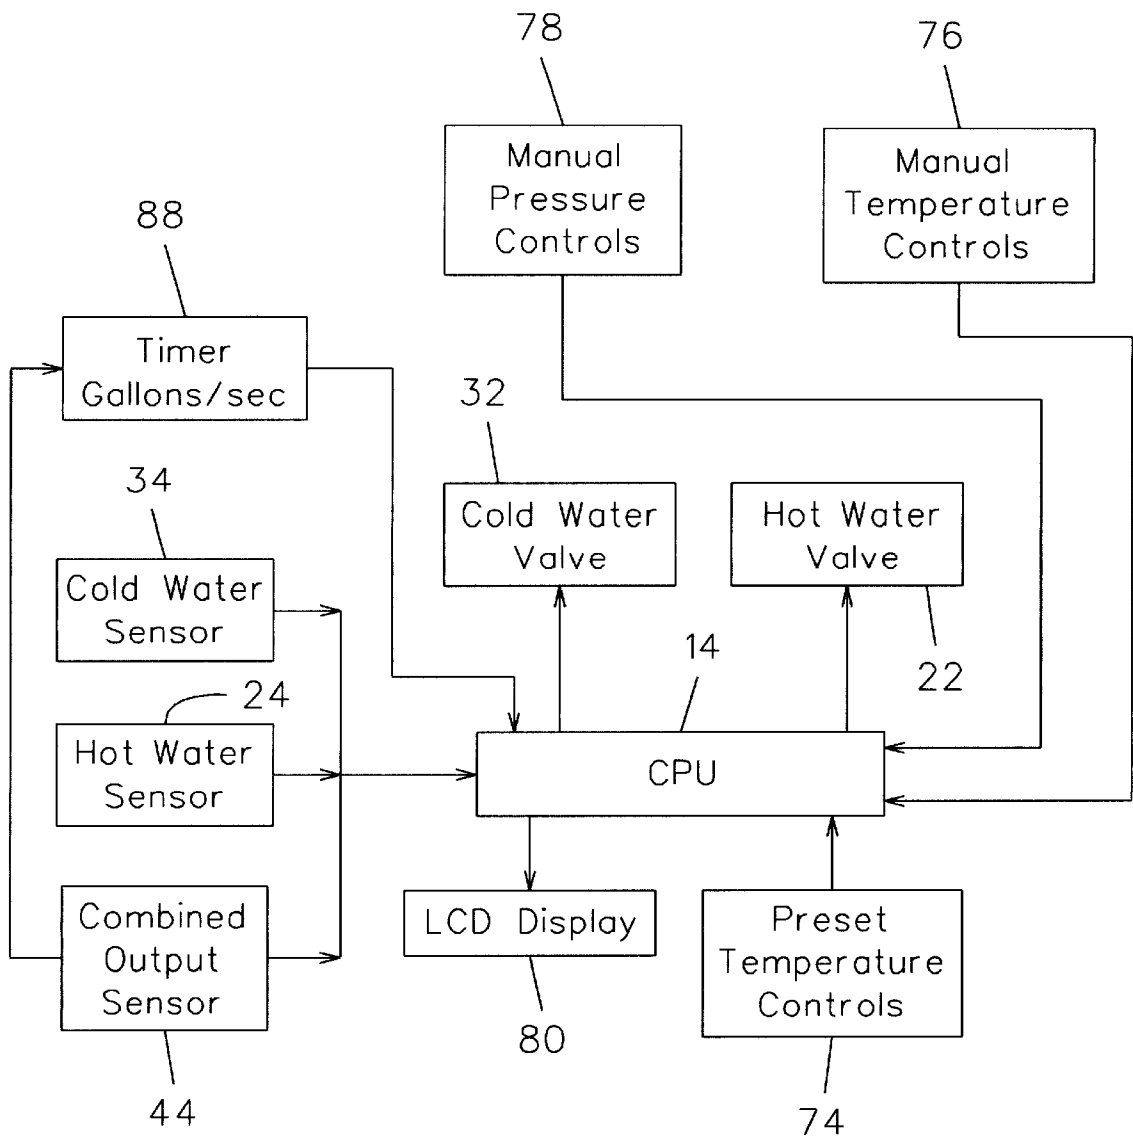 78
76
Manual
Pressure
Controls
Manual
Temperature
Controls
88
Timer
Gallons/sec
32
Cold Water
Valve
Hot Water
Valve
34
Cold Water
Sensor
22
14
24
Hot Water
Sensor
CPU
Combined
Output
Sensor
LCD Display
Preset
Temperature
Controls
80
44
74